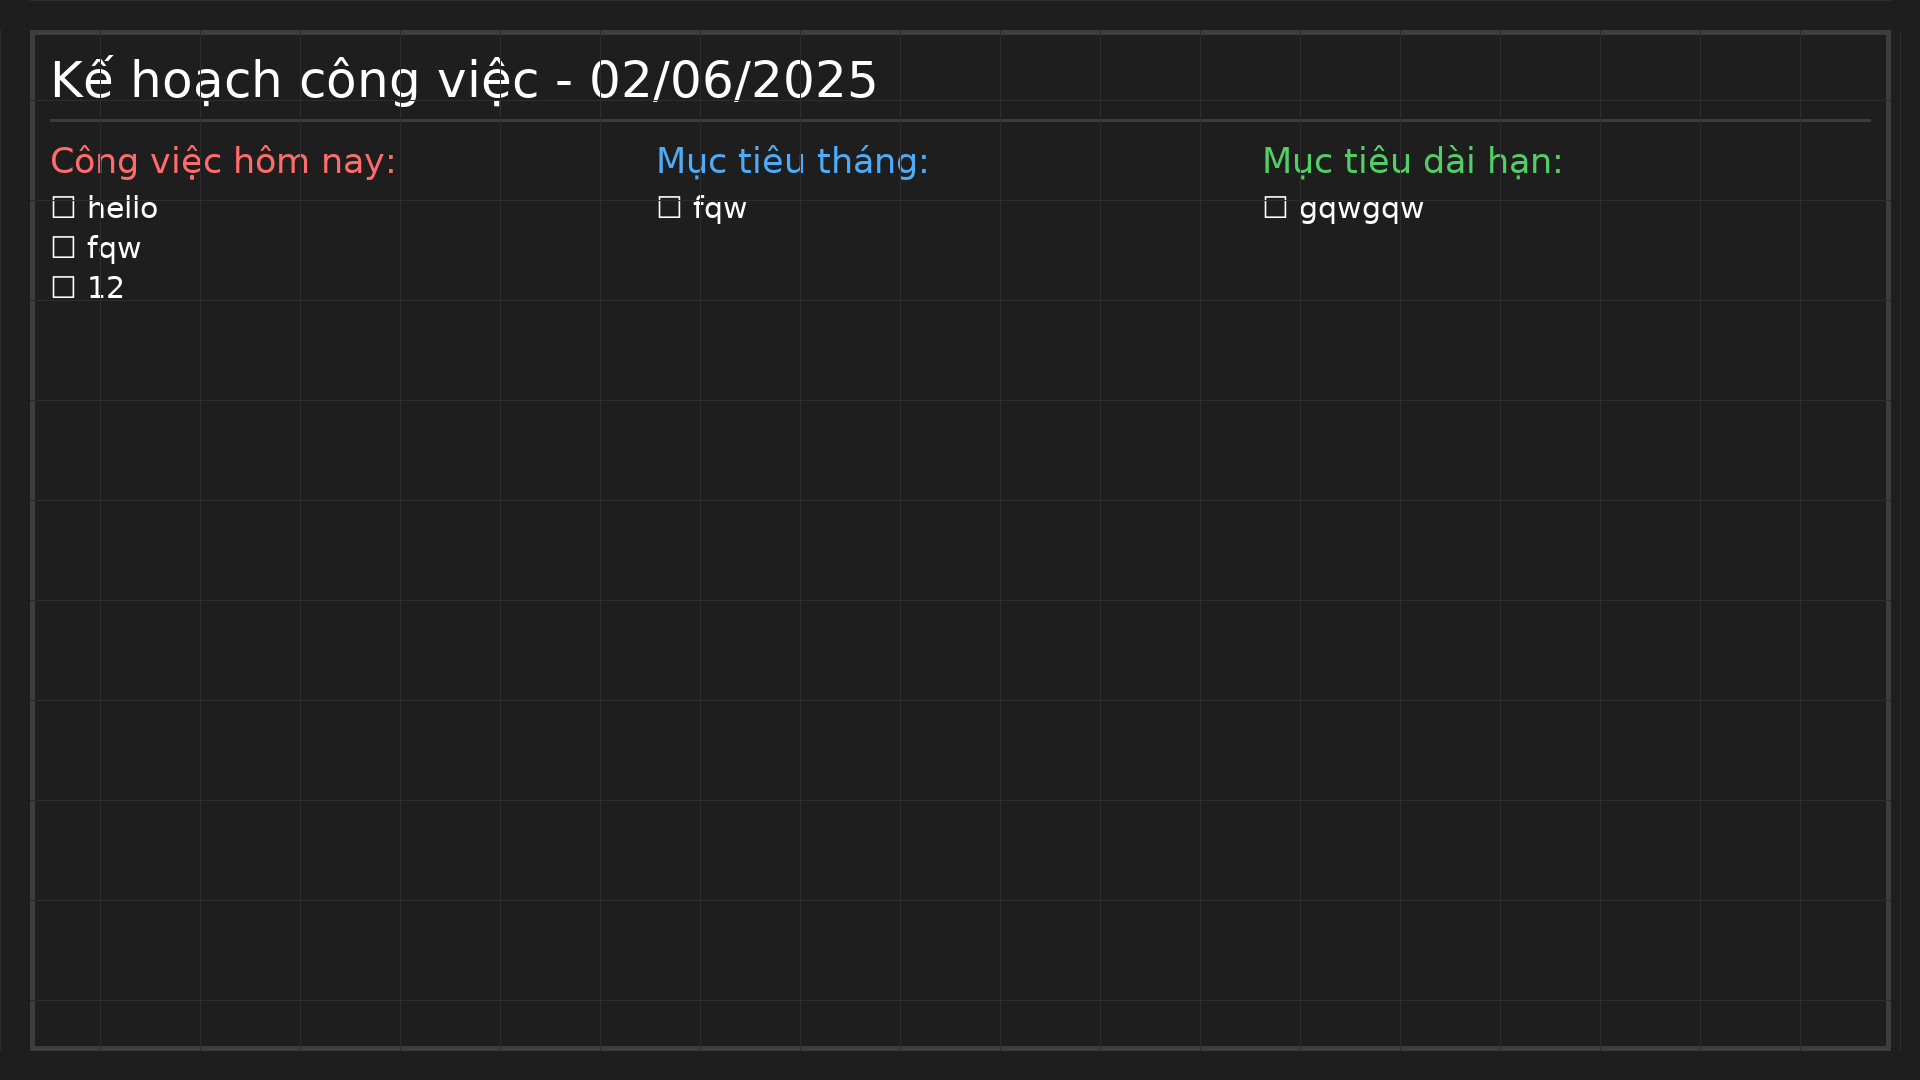 Kế hoạch công việc - 02/06/2025
Công việc hôm nay:
☐ hello
☐ fqw
☐ 12
Mục tiêu tháng:
☐ fqw
Mục tiêu dài hạn:
☐ gqwgqw